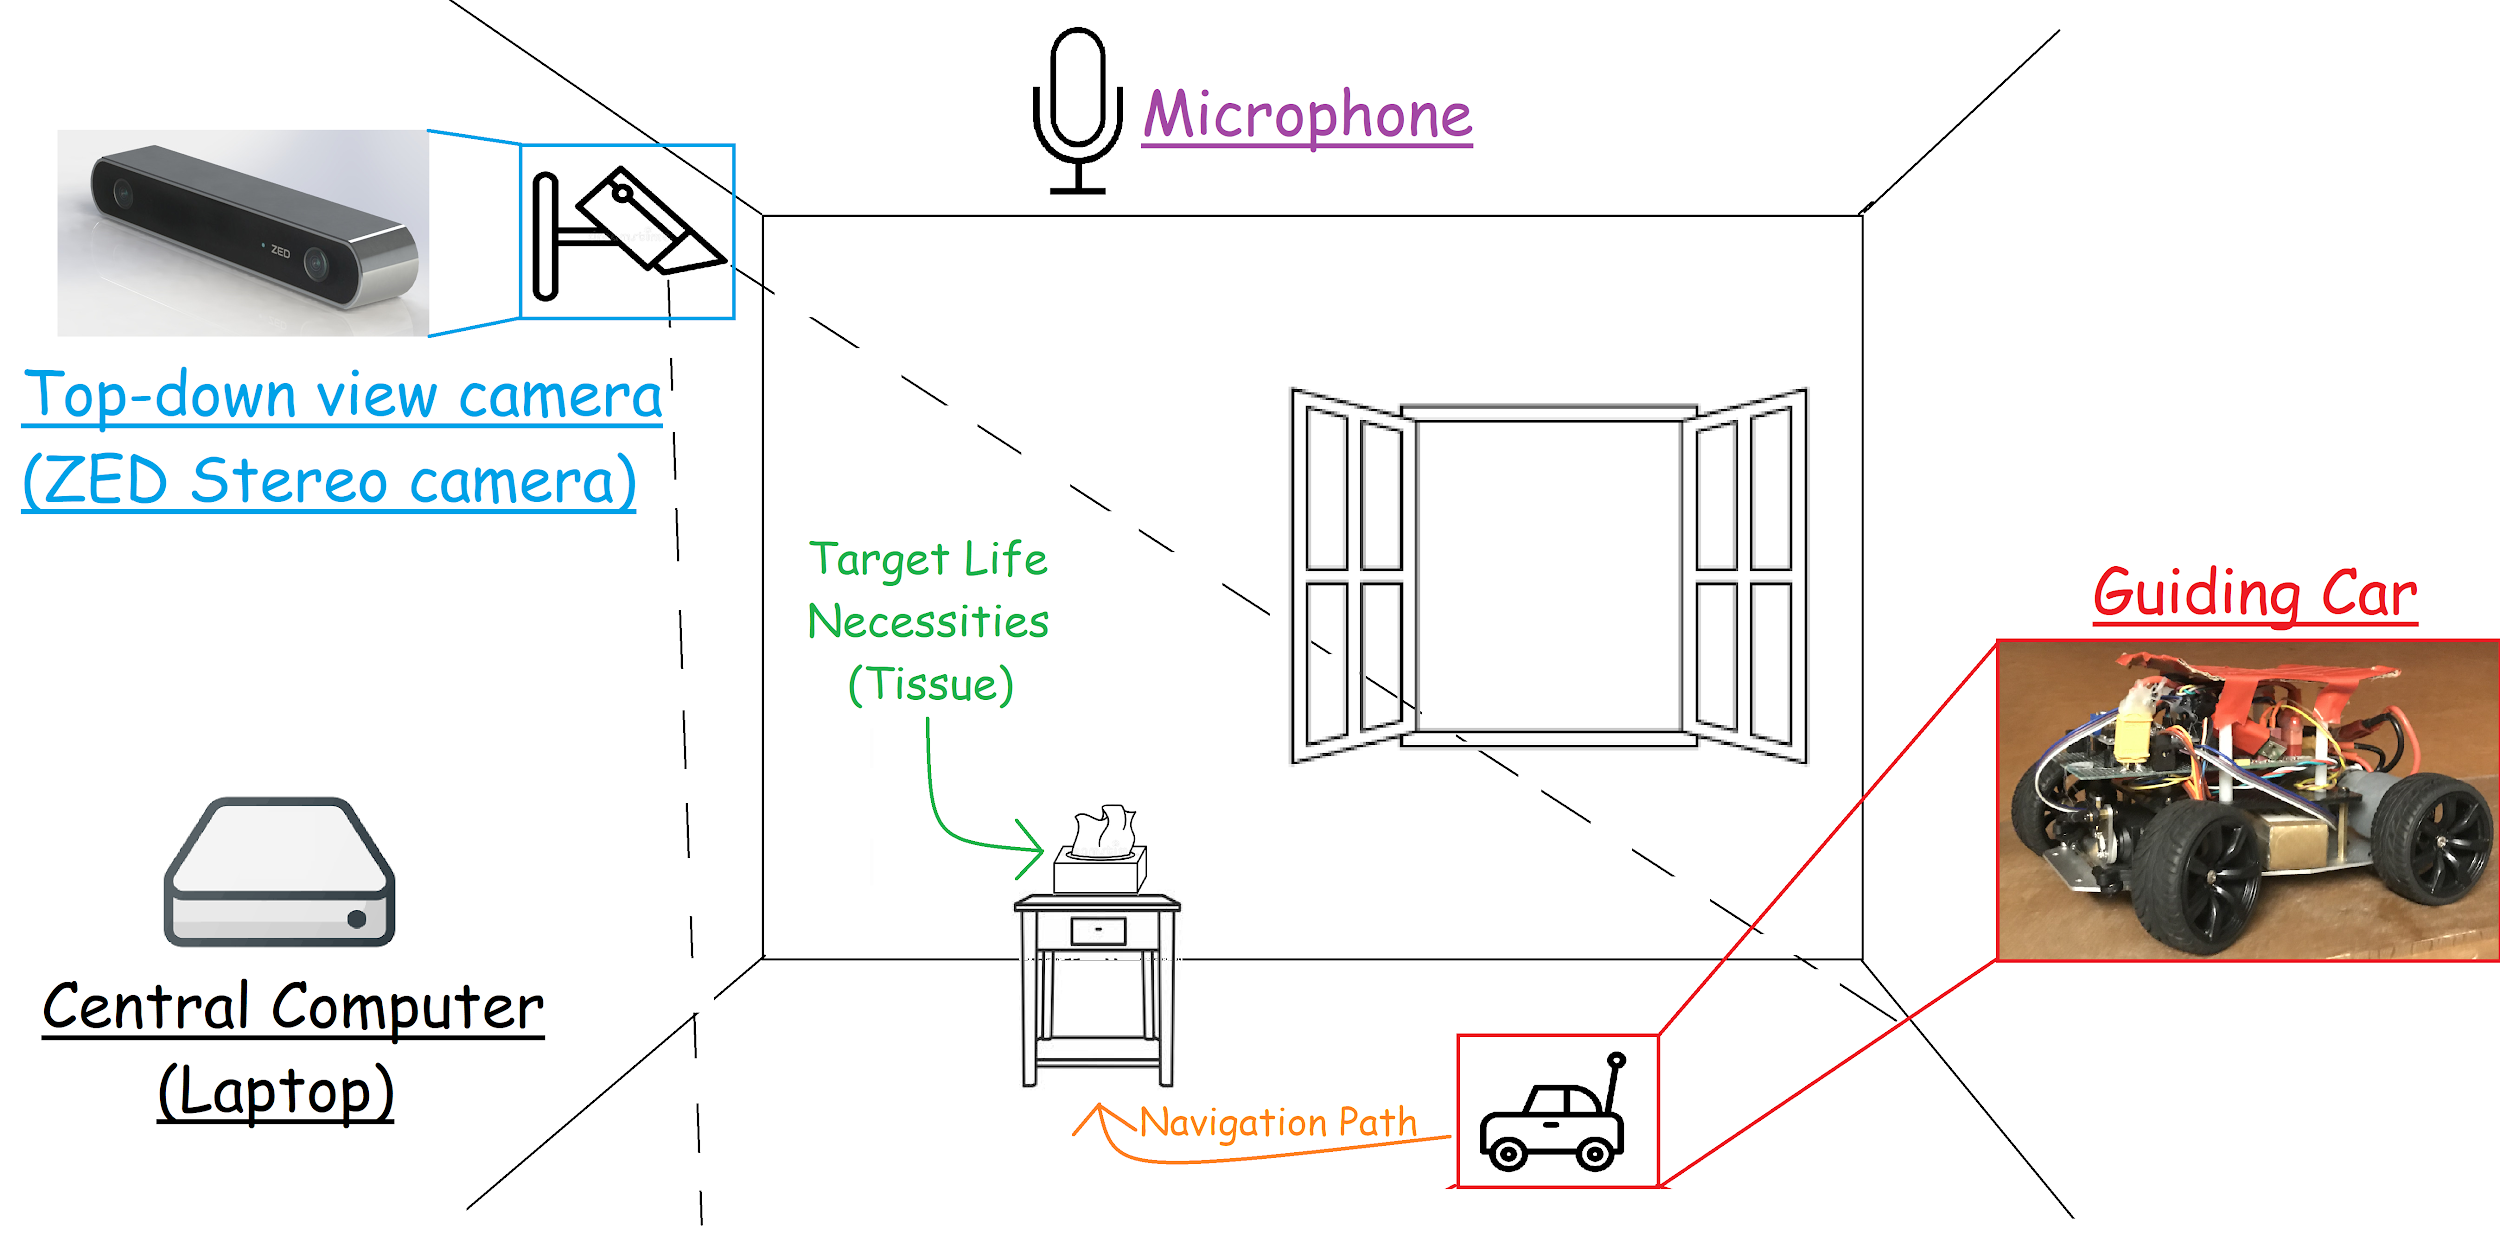 Microphone
ZED
Top-down view camera
(ZED Stereo camera)
Target Life
Necessities
(Tissue)
Guiding Car
Central Computer
(Laptop)
Navigation Path